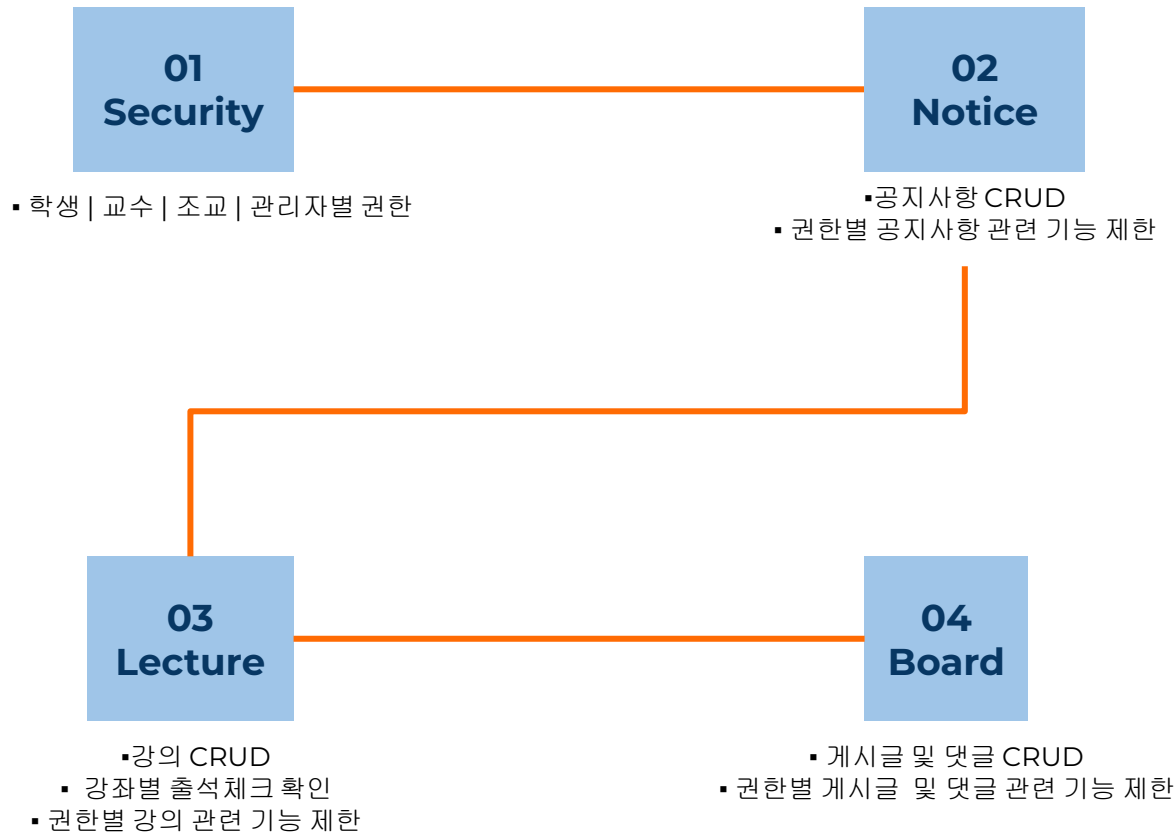 01
Security
▪ 학생 | 교수 | 조교 | 관리자별 권한
02
Notice
▪공지사항 CRUD
▪ 권한별 공지사항 관련 기능 제한
03
Lecture
▪강의 CRUD
▪ 강좌별 출석체크 확인
▪ 권한별 강의 관련 기능 제한
04
Board
▪ 게시글 및 댓글 CRUD
▪ 권한별 게시글 및 댓글 관련 기능 제한